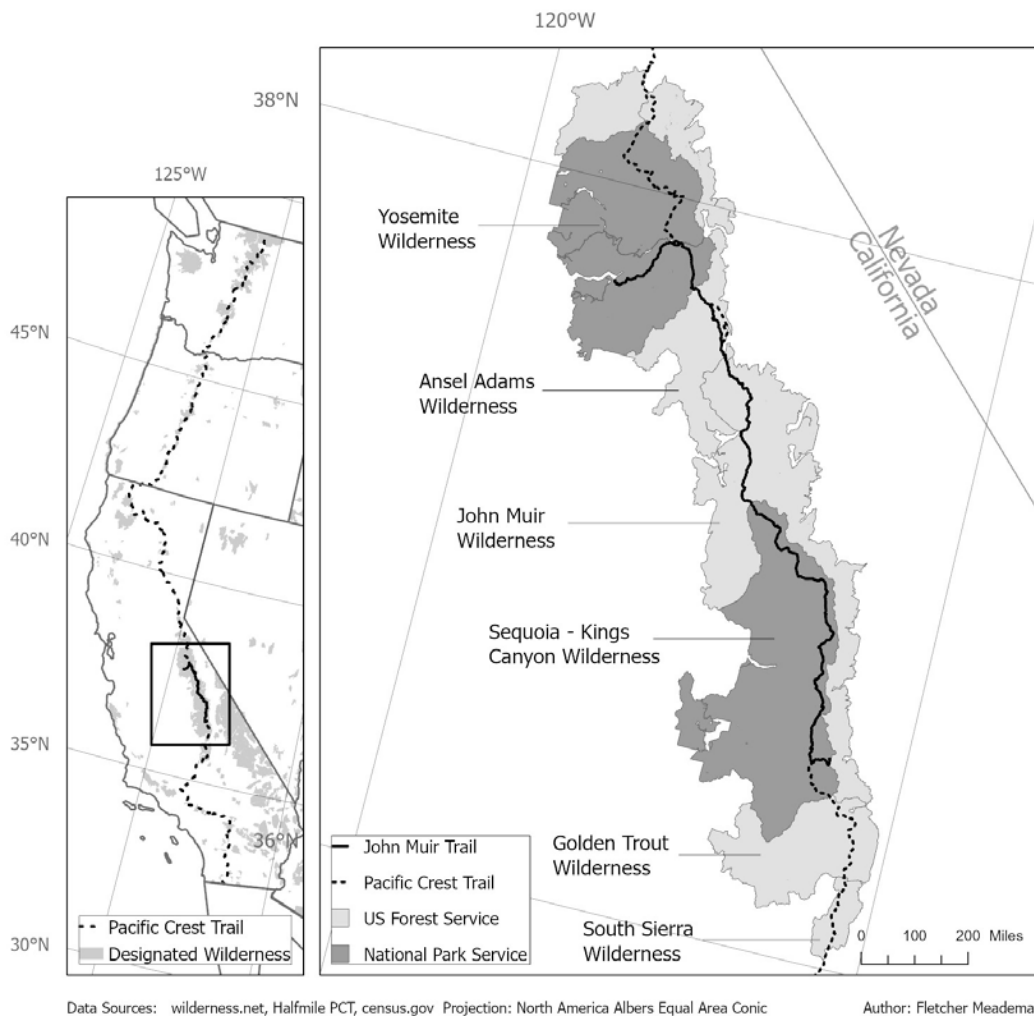 120°W
38°N
125°W
45°N
40°N
35°N
30°N
36°N
Pacific Crest Trail
Designated Wilderness
Nevada
California
Yosemite
Wilderness
Ansel Adams
Wilderness
John Muir
Wilderness
Sequoia - Kings
Canyon Wilderness
Golden Trout
Wilderness
South Sierra
Wilderness
John Muir Trail
Pacific Crest Trail
US Forest Service
National Park Service
0 100 200 Miles
Data Sources: wilderness.net, Halfmile PCT, census.gov Projection: North America Albers Equal Area Conic Author: Fletcher Meadema